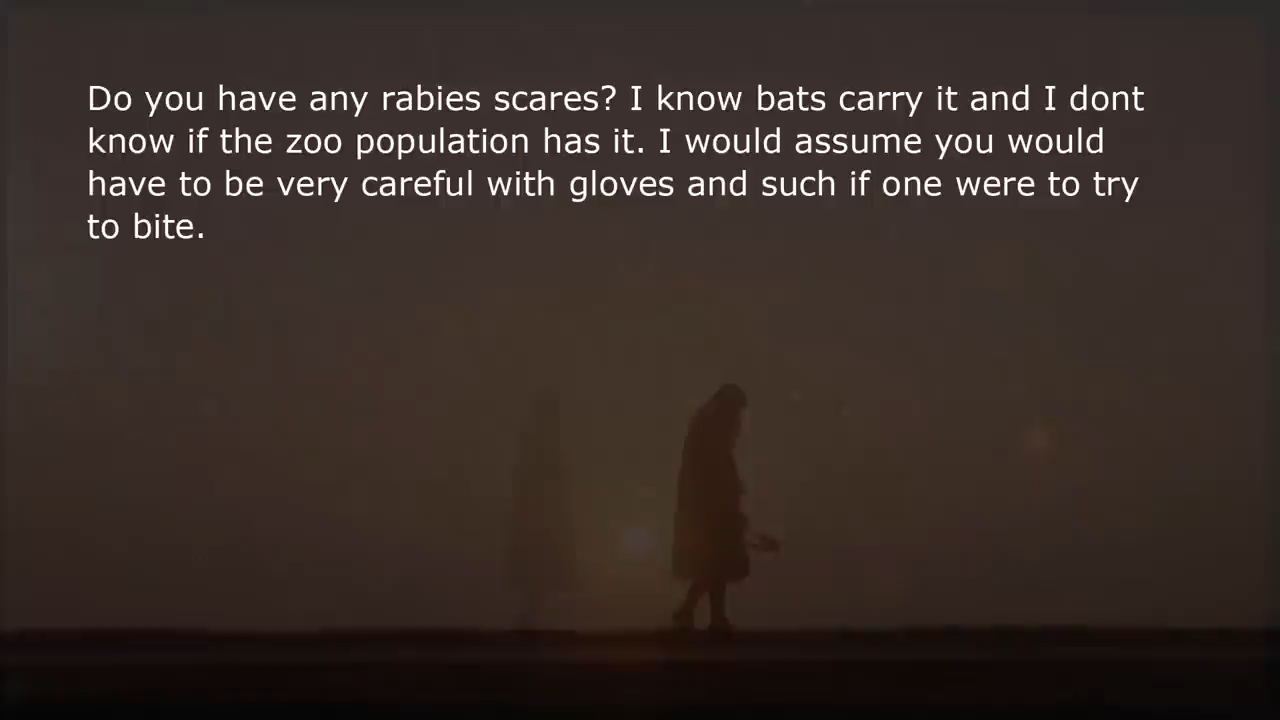 Do you have any rabies scares? I know bats carry it and I dont
know if the zoo population has it. I would assume you would
have to be very careful with gloves and such if one were to try
to bite.